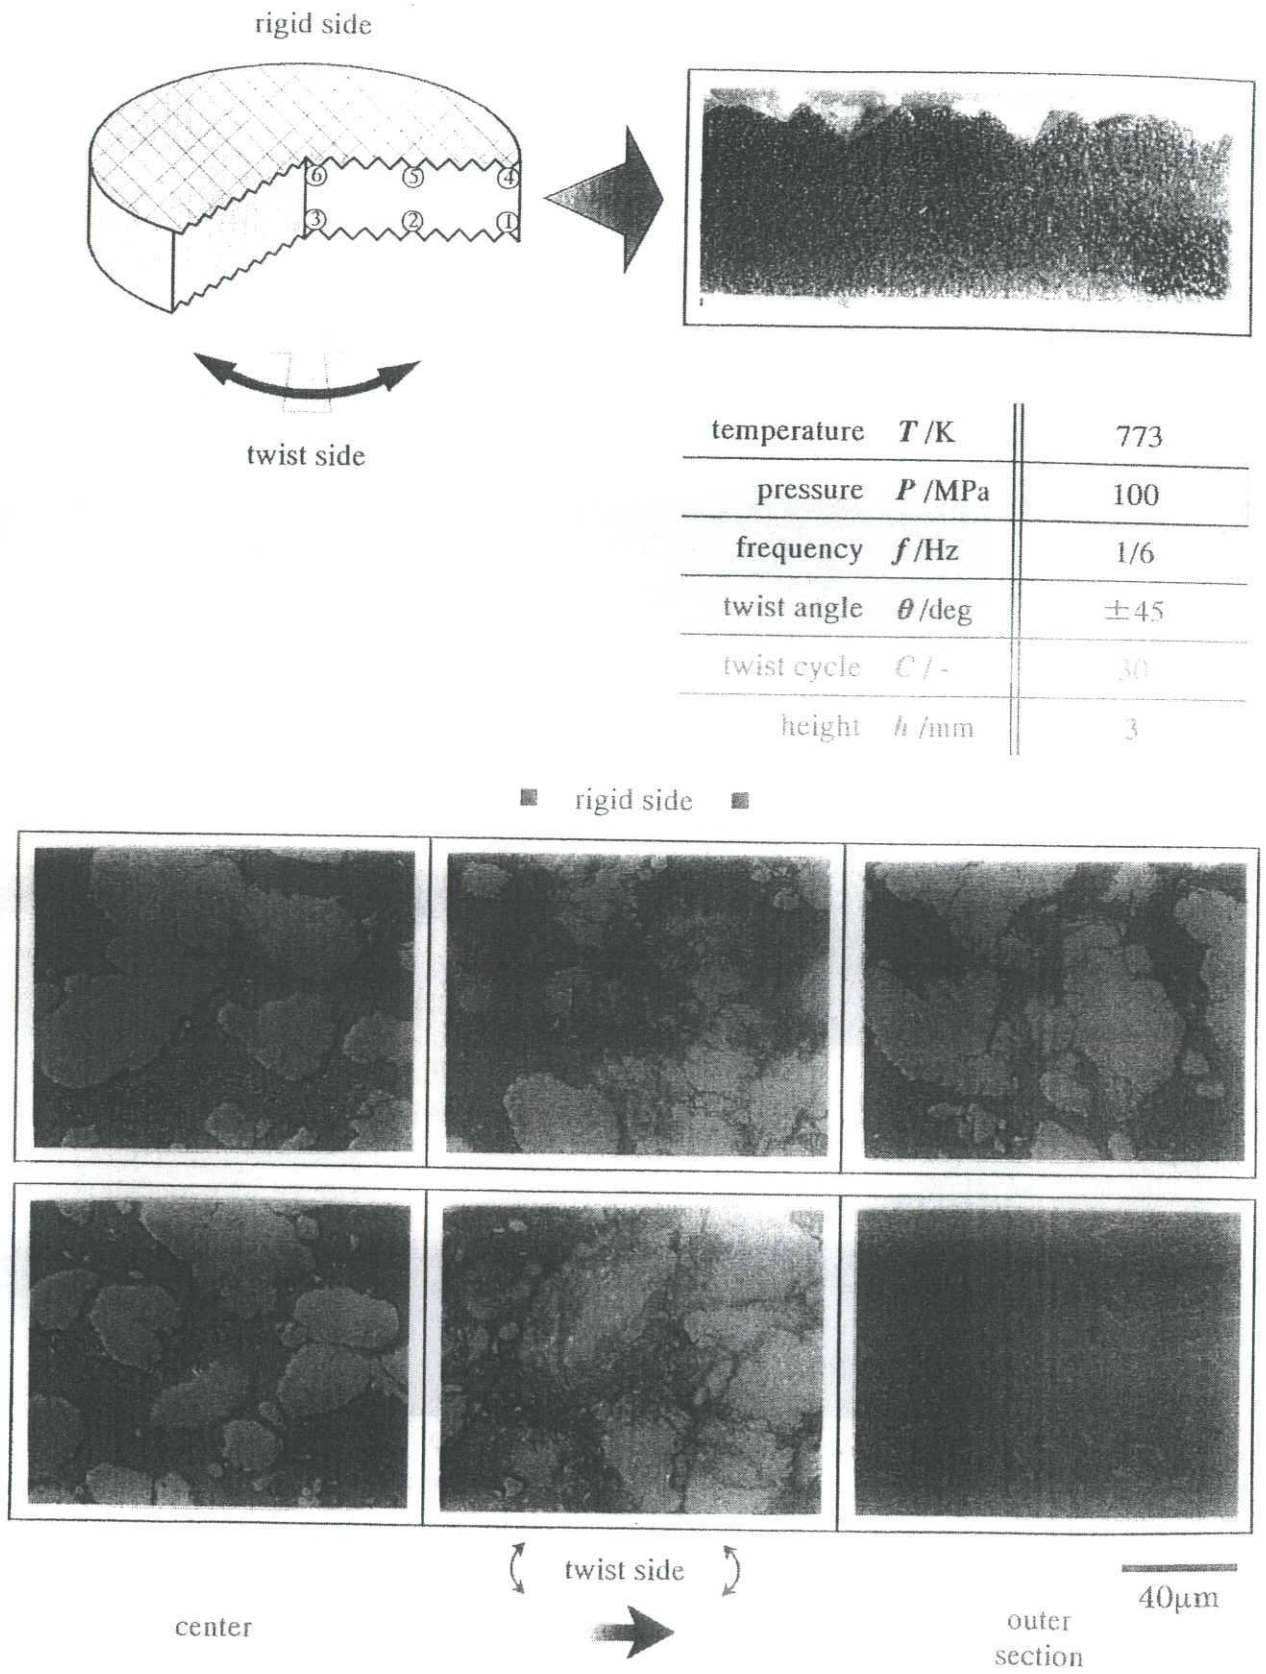 rigid side
⑥ ⑤ ④
③ ② ①
twist side
temperature T /K 773
pressure P /MPa 100
frequency f /Hz 1/6
twist angle θ /deg ±45
twist cycle C / - 30
height h /mm 3
■ rigid side ■
twist side
40μm
center
outer
section